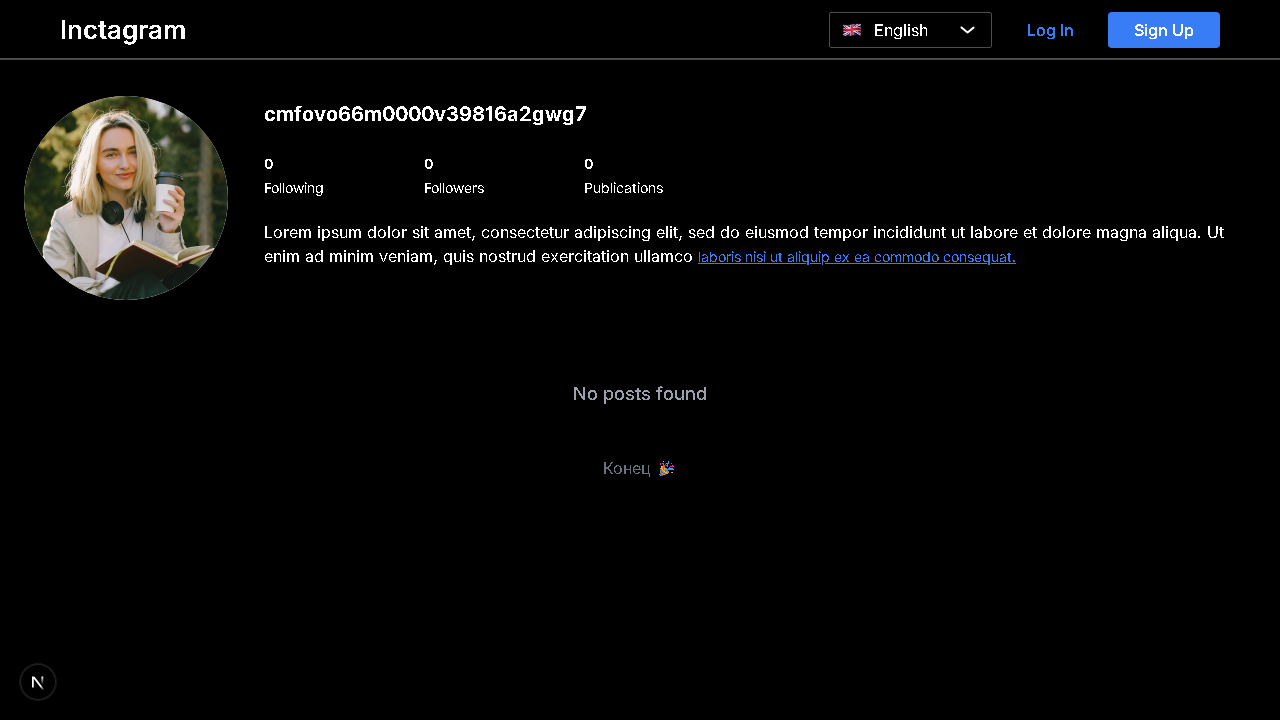 Inctagram
English
Log In
Sign Up
cmfovo66m0000v39816a2gwg7
0
0
0
Following
Followers
Publications
Lorem ipsum dolor sit amet, consectetur adipiscing elit, sed do eiusmod tempor incididunt ut labore et dolore magna aliqua. Ut
enim ad minim veniam, quis nostrud exercitation ullamco laboris nisi ut aliquip ex ea commodo consequat.
No posts found
Конец 🎉
N